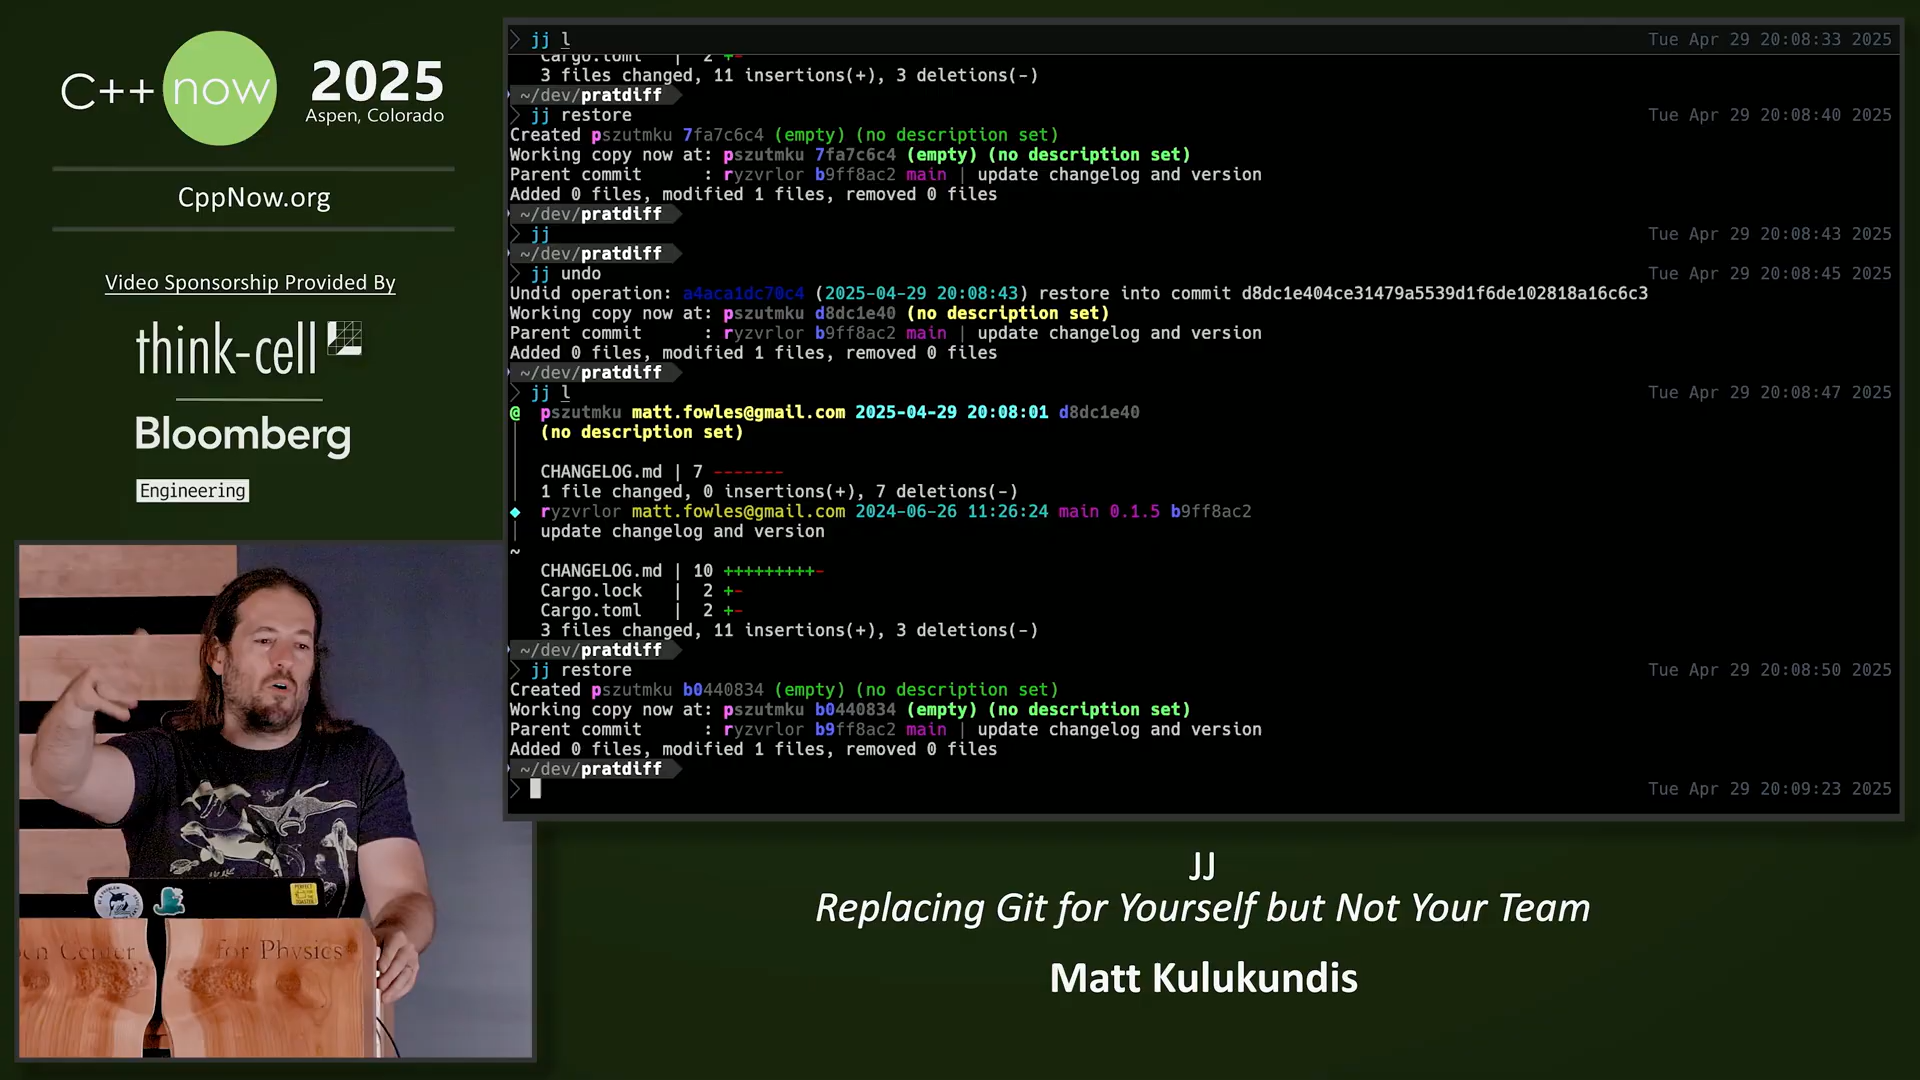 C++ now
2025
Aspen, Colorado
CppNow.org
Video Sponsorship Provided By
think-cell
Bloomberg
Engineering
jj l Tue Apr 29 20:08:33 2025
Cargo.toml | 2 +-
3 files changed, 11 insertions(+), 3 deletions(-)
~/dev/pratdiff
jj restore Tue Apr 29 20:08:40 2025
Created pszutmku 7fa7c6c4 (empty) (no description set)
Working copy now at: pszutmku 7fa7c6c4 (empty) (no description set)
Parent commit : ryzvrlor b9ff8ac2 main | update changelog and version
Added 0 files, modified 1 files, removed 0 files
~/dev/pratdiff
jj Tue Apr 29 20:08:43 2025
~/dev/pratdiff
jj undo Tue Apr 29 20:08:45 2025
Undid operation: a4aca1dc70c4 (2025-04-29 20:08:43) restore into commit d8dc1e404ce31479a5539d1f6de102818a16c6c3
Working copy now at: pszutmku d8dc1e40 (no description set)
Parent commit : ryzvrlor b9ff8ac2 main | update changelog and version
Added 0 files, modified 1 files, removed 0 files
~/dev/pratdiff
jj l Tue Apr 29 20:08:47 2025
@ pszutmku matt.fowles@gmail.com 2025-04-29 20:08:01 d8dc1e40
(no description set)
CHANGELOG.md | 7 -------
1 file changed, 0 insertions(+), 7 deletions(-)
◆ ryzvrlor matt.fowles@gmail.com 2024-06-26 11:26:24 main 0.1.5 b9ff8ac2
│ update changelog and version
~
CHANGELOG.md | 10 +++++++++-
Cargo.lock | 2 +-
Cargo.toml | 2 +-
3 files changed, 11 insertions(+), 3 deletions(-)
~/dev/pratdiff
jj restore Tue Apr 29 20:08:50 2025
Created pszutmku b0440834 (empty) (no description set)
Working copy now at: pszutmku b0440834 (empty) (no description set)
Parent commit : ryzvrlor b9ff8ac2 main | update changelog and version
Added 0 files, modified 1 files, removed 0 files
~/dev/pratdiff
Tue Apr 29 20:09:23 2025
Center for Physics
JJ
Replacing Git for Yourself but Not Your Team
Matt Kulukundis